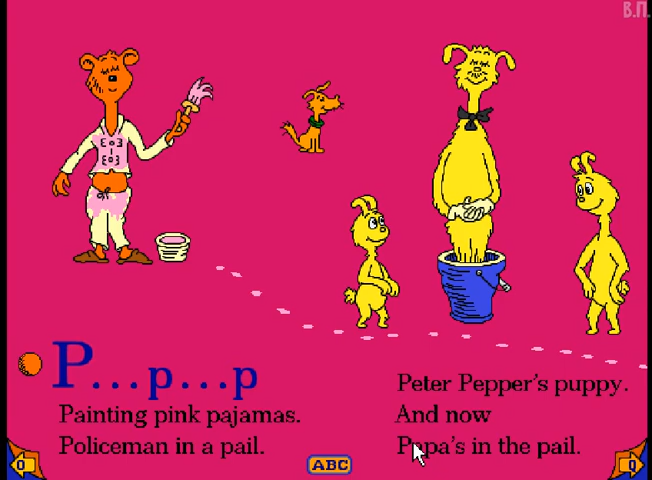 В.П.
P...p...p
Painting pink pajamas.
Policeman in a pail.
Peter Pepper's puppy.
And now
Papa's in the pail.
O
ABC
Q